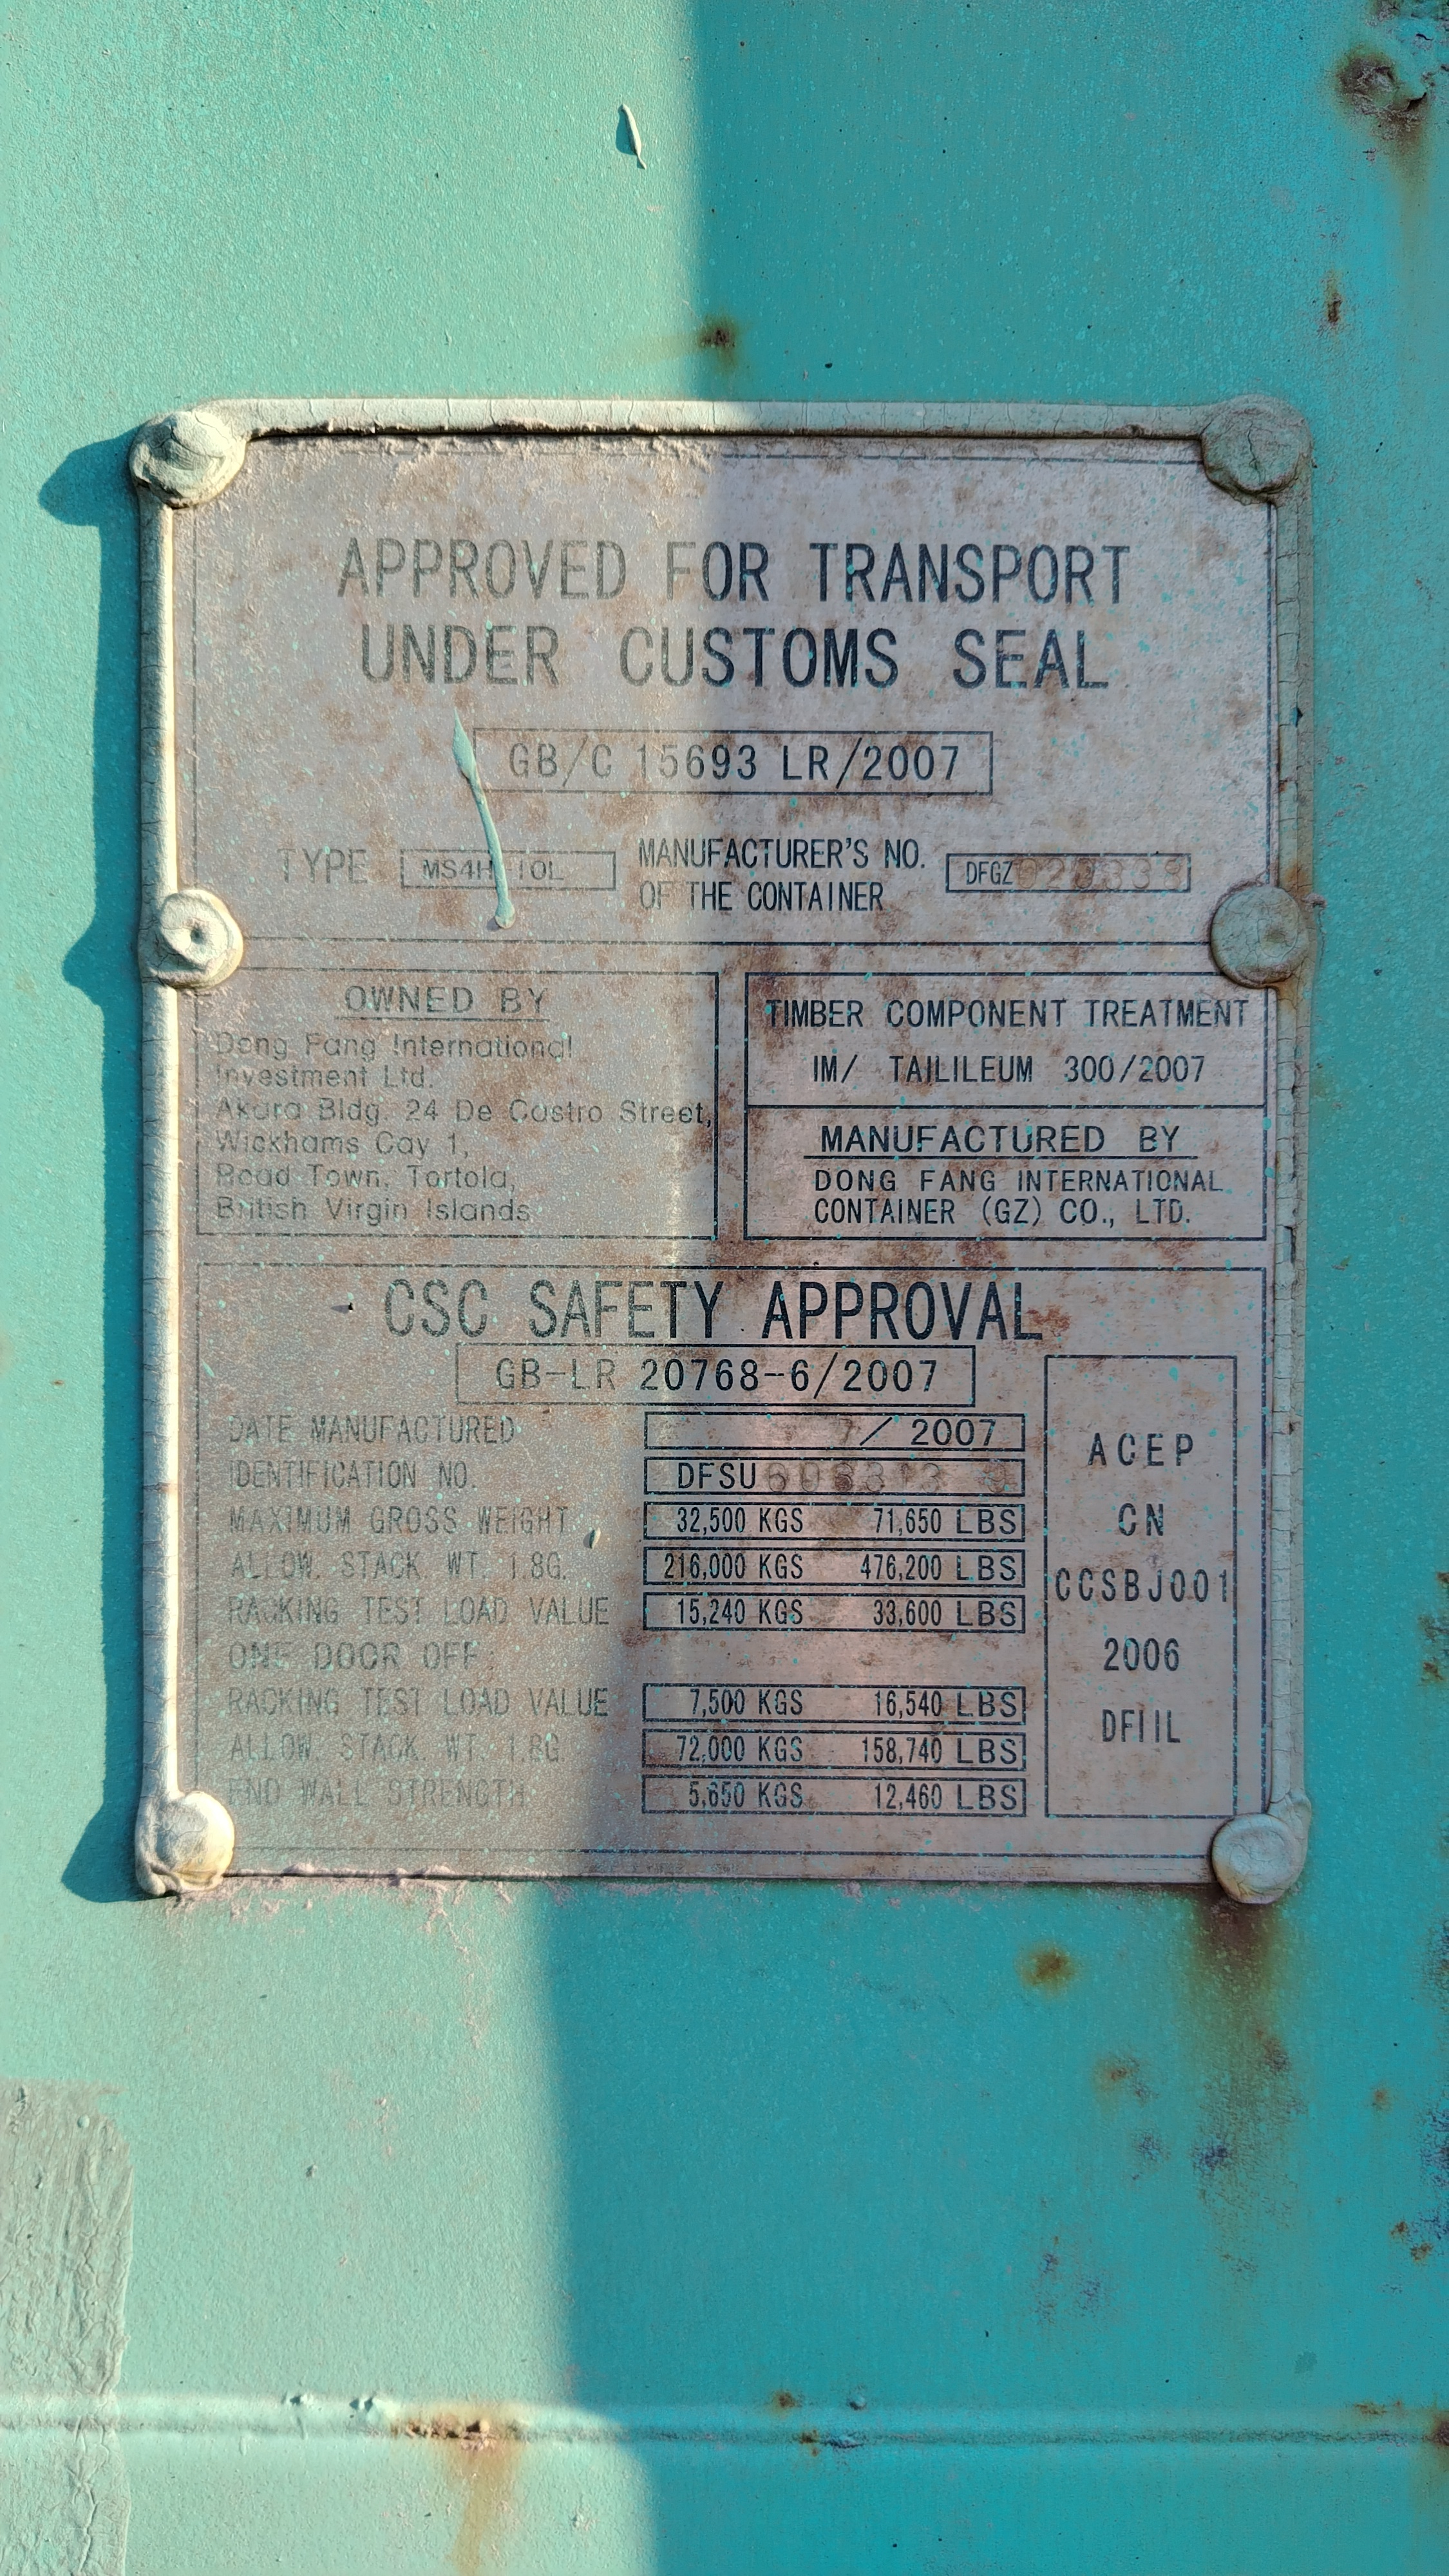 APPROVED FOR TRANSPORT
UNDER CUSTOMS SEAL
GB/C 15693 LR/2007
TYPE
MANUFACTURER'S NO.
OF THE CONTAINER
DFGZ
OWNED BY
Dong Fang International
Investment Ltd.
Akara Bldg. 24 De Castro Street,
Wickhams Cay 1,
Road Town, Tortola,
British Virgin Islands
TIMBER COMPONENT TREATMENT
IM/ TAILILEUM 300/2007
MANUFACTURED BY
DONG FANG INTERNATIONAL
CONTAINER (GZ) CO., LTD.
CSC SAFETY APPROVAL
GB-LR 20768-6/2007
DATE MANUFACTURED 7/ 2007
IDENTIFICATION NO. DFSU
MAXIMUM GROSS WEIGHT 32,500 KGS 71,650 LBS
ALLOW. STACK. WT. 1.8G. 216,000 KGS 476,200 LBS
RACKING TEST LOAD VALUE 15,240 KGS 33,600 LBS
ONE DOOR OFF
RACKING TEST LOAD VALUE 7,500 KGS 16,540 LBS
ALLOW. STACK. WT. 1.8G 72,000 KGS 158,740 LBS
END WALL STRENGTH 5,650 KGS 12,460 LBS
ACEP
CN
CCSBJ001
2006
DFIIL